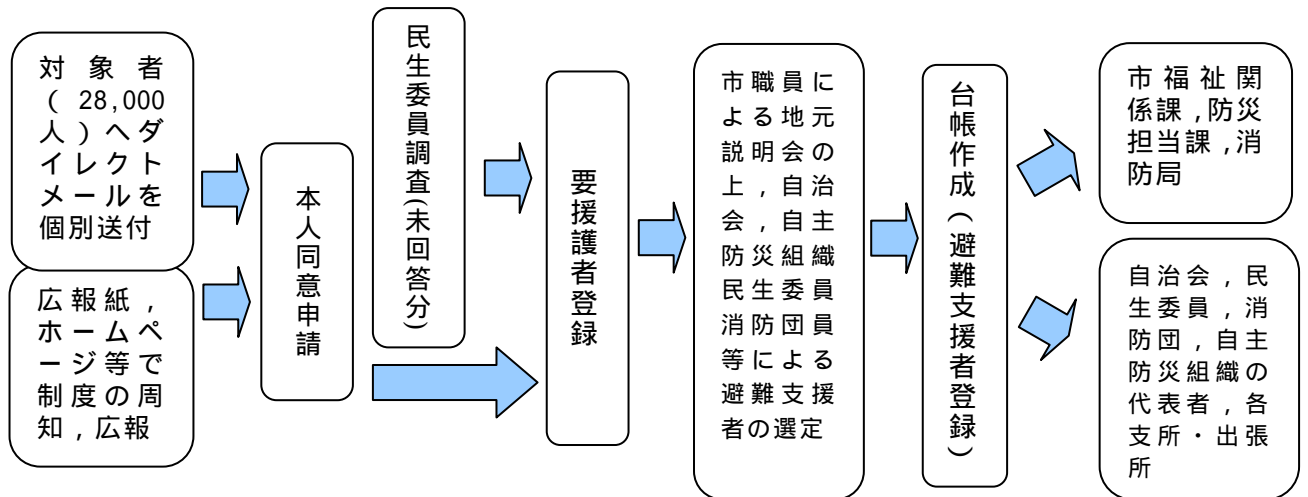 対象者
(28,000
人)へダ
イレクト
メールを
個別送付
広報紙,
ホームペ
ージ等で
制度の周
知,広報
本人同意申請
民生委員調査(未回答分)
要援護者登録
市職員に
よる地元
説明会の
上,自治
会,自主
防災組織
民生委員
消防団員
等による
避難支援
者の選定
台帳作成(避難支援者登録)
市福祉関
係課,防災
担当課,消
防局
自治会,民
生委員,消
防団,自主
防災組織の
代表者,各
支所・出張
所